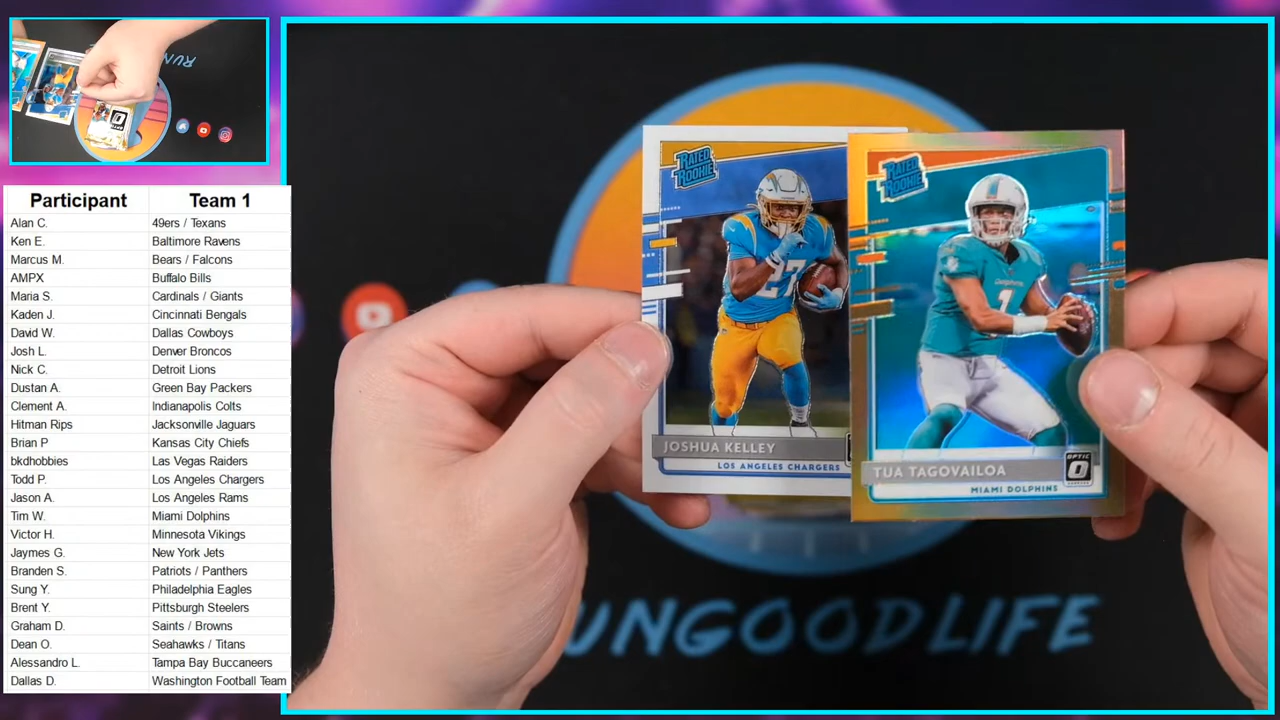 Participant Team 1
Alan C. 49ers / Texans
Ken E. Baltimore Ravens
Marcus M. Bears / Falcons
AMPX Buffalo Bills
Maria S. Cardinals / Giants
Kaden J. Cincinnati Bengals
David W. Dallas Cowboys
Josh L. Denver Broncos
Nick C. Detroit Lions
Dustan A. Green Bay Packers
Clement A. Indianapolis Colts
Hitman Rips Jacksonville Jaguars
Brian P Kansas City Chiefs
bkdhobbies Las Vegas Raiders
Todd P. Los Angeles Chargers
Jason A. Los Angeles Rams
Tim W. Miami Dolphins
Victor H. Minnesota Vikings
Jaymes G. New York Jets
Branden S. Patriots / Panthers
Sung Y. Philadelphia Eagles
Brent Y. Pittsburgh Steelers
Graham D. Saints / Browns
Dean O. Seahawks / Titans
Alessandro L. Tampa Bay Buccaneers
Dallas D. Washington Football Team
RATED
ROOKIE
27
JOSHUA KELLEY
LOS ANGELES CHARGERS
RATED
ROOKIE
Dolphins
1
TUA TAGOVAILOA
MIAMI DOLPHINS
OPTIC
UNGOODLIFE